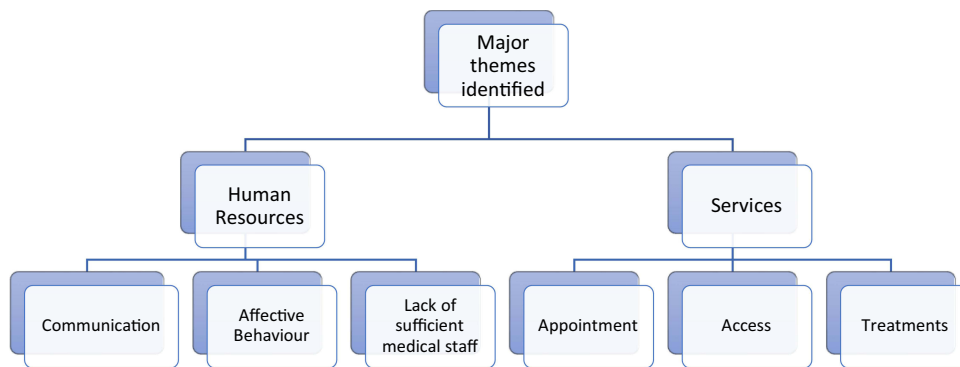 Major
themes
identified
Human
Resources
Services
Communication
Affective
Behaviour
Lack of
sufficient
medical staff
Appointment
Access
Treatments